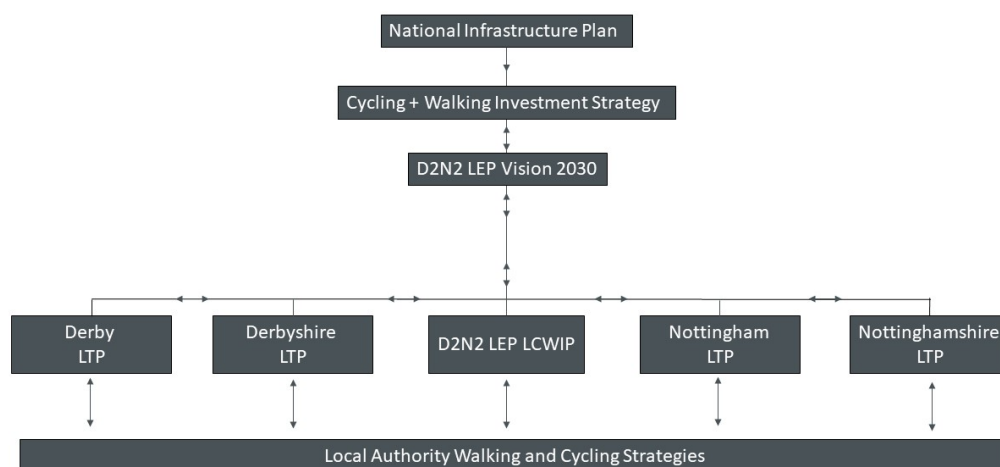 National Infrastructure Plan
Cycling + Walking Investment Strategy
D2N2 LEP Vision 2030
Derby
LTP
Derbyshire
LTP
D2N2 LEP LCWIP
Nottingham
LTP
Nottinghamshire
LTP
Local Authority Walking and Cycling Strategies